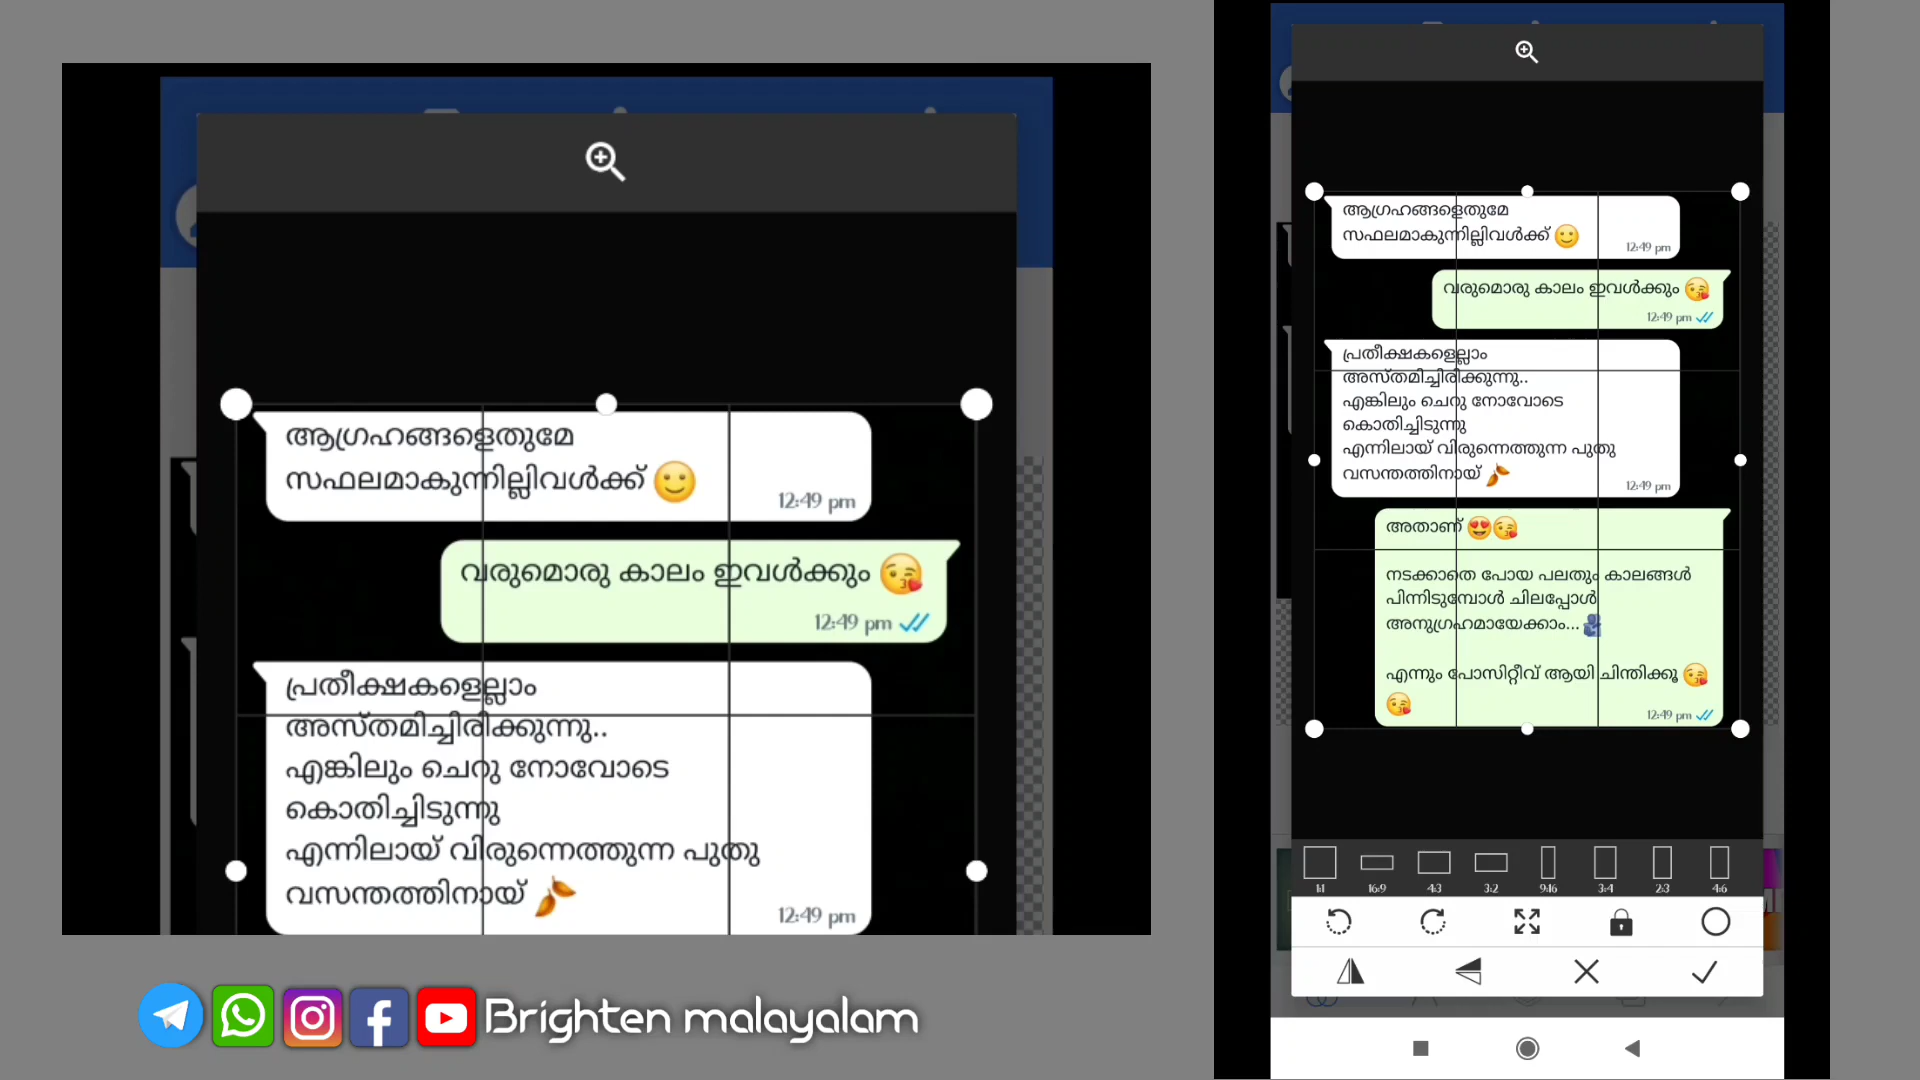 ആഗ്രഹങ്ങളെതുമേ
സഫലമാകുന്നില്ലിവൾക്ക് 🙂
12:49 pm
വരുമൊരു കാലം ഇവൾക്കും 😘
12:49 pm
പ്രതീക്ഷകളെല്ലാം
അസ്തമിച്ചിരിക്കുന്നു..
എങ്കിലും ചെറു നോവോടെ
കൊതിച്ചിടുന്നു
എന്നിലായ് വിരുന്നെത്തുന്ന പുതു
വസന്തത്തിനായ് 🍂
12:49 pm
Brighten malayalam
ആഗ്രഹങ്ങളെതുമേ
സഫലമാകുന്നില്ലിവൾക്ക് 🙂
12:49 pm
വരുമൊരു കാലം ഇവൾക്കും 😘
12:49 pm
പ്രതീക്ഷകളെല്ലാം
അസ്തമിച്ചിരിക്കുന്നു..
എങ്കിലും ചെറു നോവോടെ
കൊതിച്ചിടുന്നു
എന്നിലായ് വിരുന്നെത്തുന്ന പുതു
വസന്തത്തിനായ് 🍂
12:49 pm
അതാണ് 😍😘
നടക്കാതെ പോയ പലതും കാലങ്ങൾ
പിന്നിടുമ്പോൾ ചിലപ്പോൾ
അനുഗ്രഹമായേക്കാം...🫂
എന്നും പോസിറ്റീവ് ആയി ചിന്തിക്കൂ 😘
😘
12:49 pm
1:1 16:9 4:3 3:2 9:16 3:4 2:3 4:6